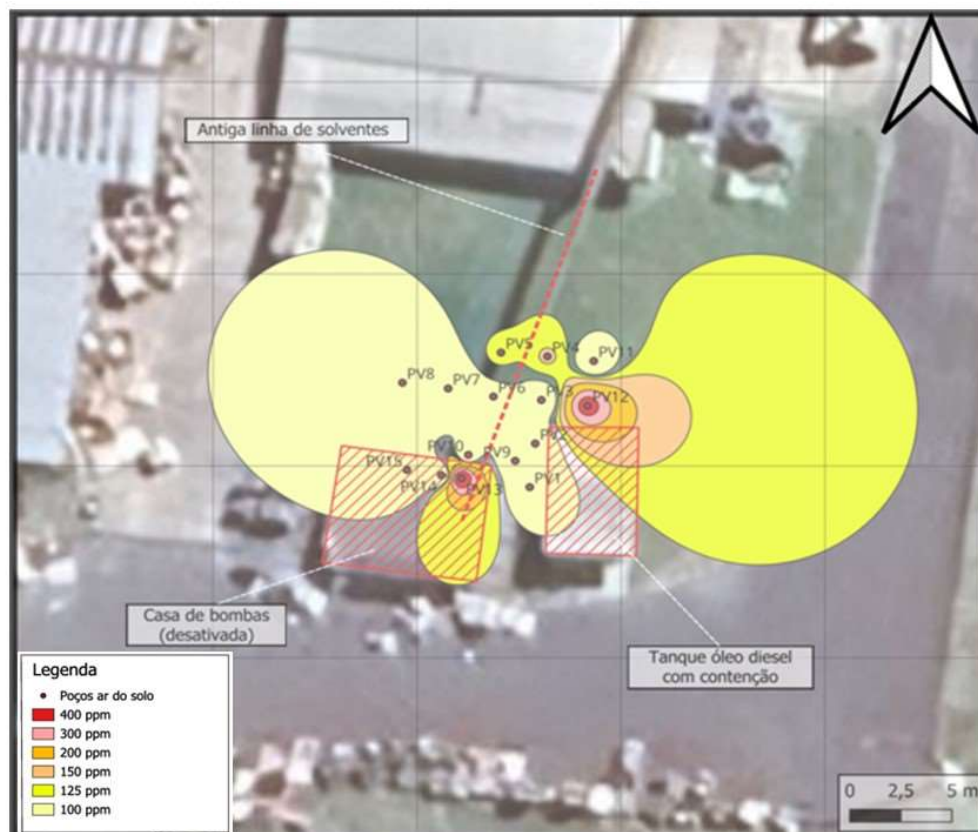 Antiga linha de solventes
PV5
PV4
PV11
PV8
PV7
PV6
PV3
PV12
PV2
PV10
PV9
PV15
PV14
PV13
PV1
Casa de bombas
(desativada)
Tanque óleo diesel
com contenção
Legenda
Poços ar do solo
400 ppm
300 ppm
200 ppm
150 ppm
125 ppm
100 ppm
0 2,5 5 m